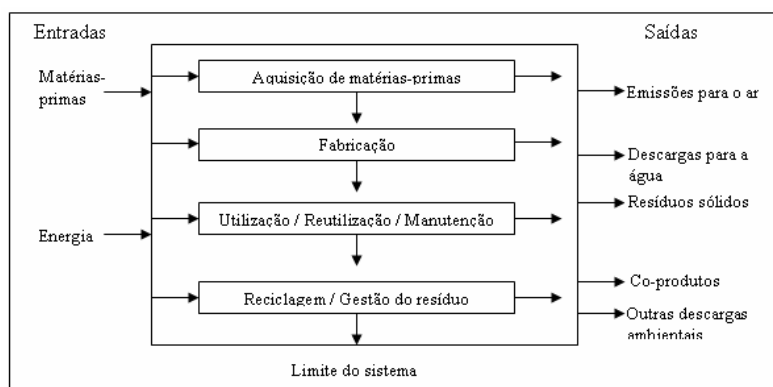 Entradas
Saídas
Matérias-
primas
Aquisição de matérias-primas
Emissões para o ar
Fabricação
Descargas para a
água
Utilização / Reutilização / Manutenção
Resíduos sólidos
Energia
Reciclagem / Gestão do resíduo
Co-produtos
Outras descargas
ambientais
Limite do sistema